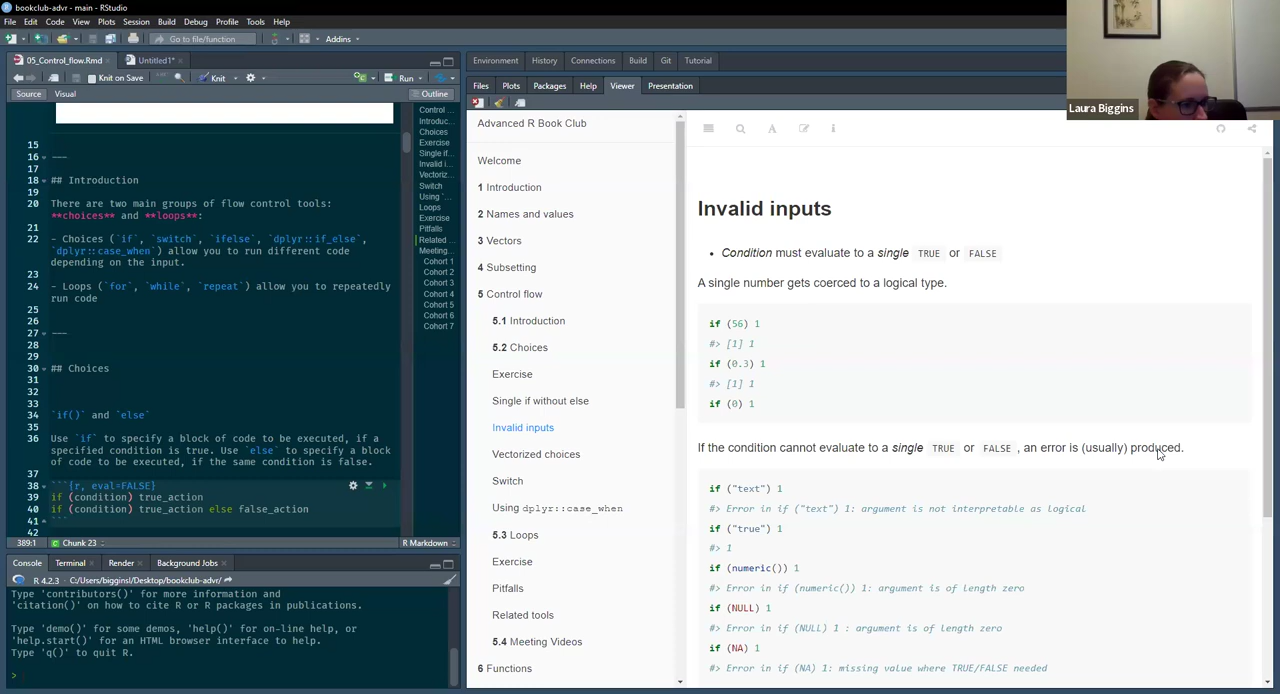 bookclub-advr - main - RStudio
File Edit Code View Plots Session Build Debug Profile Tools Help
Go to file/function
Addins
05_Control_flow.Rmd
Untitled1*
Knit on Save
Knit
Run
Source
Visual
Outline
15
16 ---
17
18 ## Introduction
19
20 There are two main groups of flow control tools:
**choices** and **loops**:
21
22 - Choices (`if`, `switch`, `ifelse`, `dplyr::if_else`,
`dplyr::case_when`) allow you to run different code
depending on the input.
23
24 - Loops (`for`, `while`, `repeat`) allow you to repeatedly
run code
25
26
27 ---
28
29
30 ## Choices
31
32
33
34 `if()` and `else`
35
36 Use `if` to specify a block of code to be executed, if a
specified condition is true. Use `else` to specify a
block of code to be executed, if the same condition is false.
37
38 ```{r, eval=FALSE}
39 if (condition) true_action
40 if (condition) true_action else false_action
41 ```
42
389:1 Chunk 23 R Markdown
Control ...
Introduc...
Choices
Exercise
Single if...
Invalid i...
Vectoriz...
Switch
Using `...
Loops
Exercise
Pitfalls
Related ...
Meeting...
Cohort 1
Cohort 2
Cohort 3
Cohort 4
Cohort 5
Cohort 6
Cohort 7
Console Terminal Render Background Jobs
R 4.2.3 · C:/Users/bigginsl/Desktop/bookclub-advr/
Type 'contributors()' for more information and
'citation()' on how to cite R or R packages in publications.
Type 'demo()' for some demos, 'help()' for on-line help, or
'help.start()' for an HTML browser interface to help.
Type 'q()' to quit R.
>
Environment History Connections Build Git Tutorial
Files Plots Packages Help Viewer Presentation
Advanced R Book Club
Welcome
1 Introduction
2 Names and values
3 Vectors
4 Subsetting
5 Control flow
5.1 Introduction
5.2 Choices
Exercise
Single if without else
Invalid inputs
Vectorized choices
Switch
Using dplyr::case_when
5.3 Loops
Exercise
Pitfalls
Related tools
5.4 Meeting Videos
6 Functions
A
i
Invalid inputs
• Condition must evaluate to a single TRUE or FALSE
A single number gets coerced to a logical type.
if (56) 1
#> [1] 1
if (0.3) 1
#> [1] 1
if (0) 1
If the condition cannot evaluate to a single TRUE or FALSE , an error is (usually) produced.
if ("text") 1
#> Error in if ("text") 1: argument is not interpretable as logical
if ("true") 1
#> 1
if (numeric()) 1
#> Error in if (numeric()) 1: argument is of length zero
if (NULL) 1
#> Error in if (NULL) 1 : argument is of length zero
if (NA) 1
#> Error in if (NA) 1: missing value where TRUE/FALSE needed
Laura Biggins